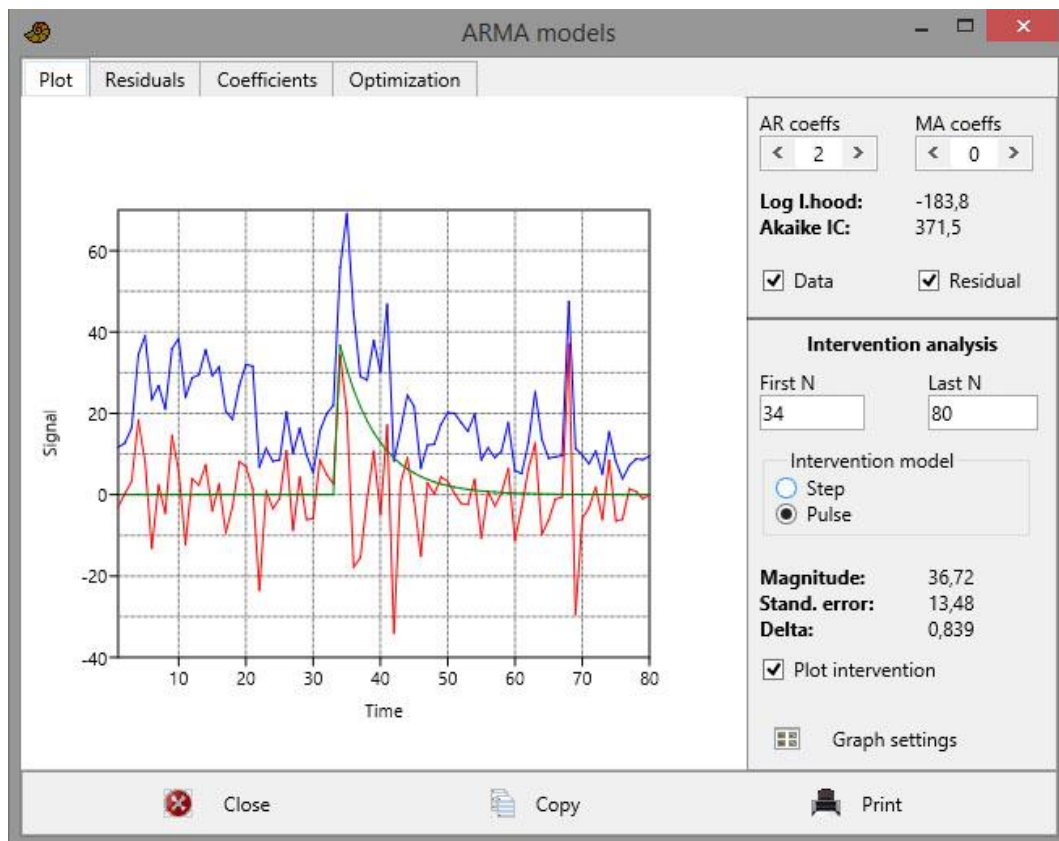 ARMA models
Plot Residuals Coefficients Optimization
AR coeffs MA coeffs
2 0
Log l.hood: -183,8
Akaike IC: 371,5
Data Residual
Intervention analysis
First N Last N
34 80
Intervention model
Step
Pulse
Magnitude: 36,72
Stand. error: 13,48
Delta: 0,839
Plot intervention
Graph settings
60
40
20
0
-20
-40
Signal
10 20 30 40 50 60 70 80
Time
Close Copy Print